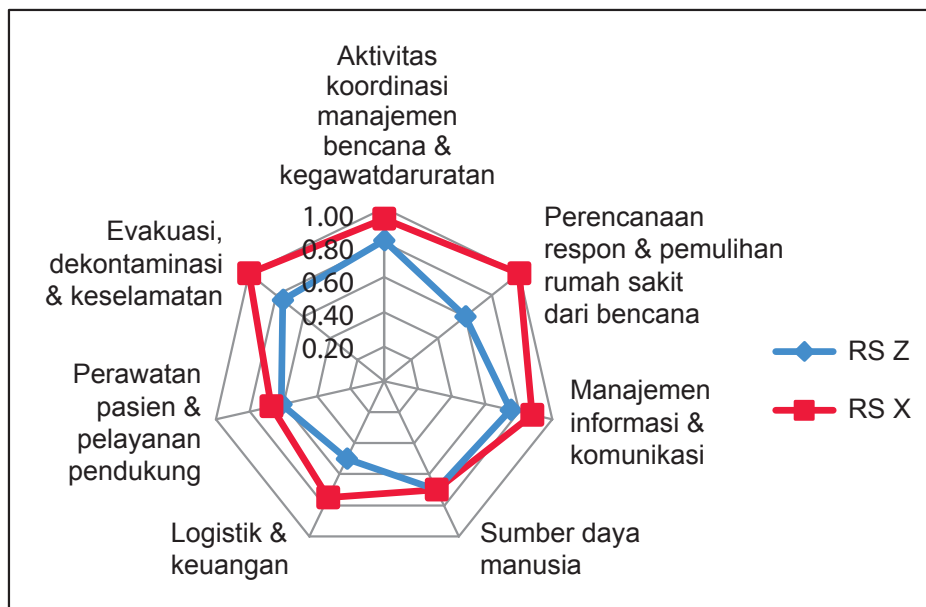 Aktivitas
koordinasi
manajemen
bencana &
kegawatdaruratan
Perencanaan
respon & pemulihan
rumah sakit
dari bencana
Manajemen
informasi &
komunikasi
Sumber daya
manusia
Logistik &
keuangan
Perawatan
pasien &
pelayanan
pendukung
Evakuasi,
dekontaminasi
& keselamatan
1.00
0.80
0.60
0.40
0.20
RS Z
RS X